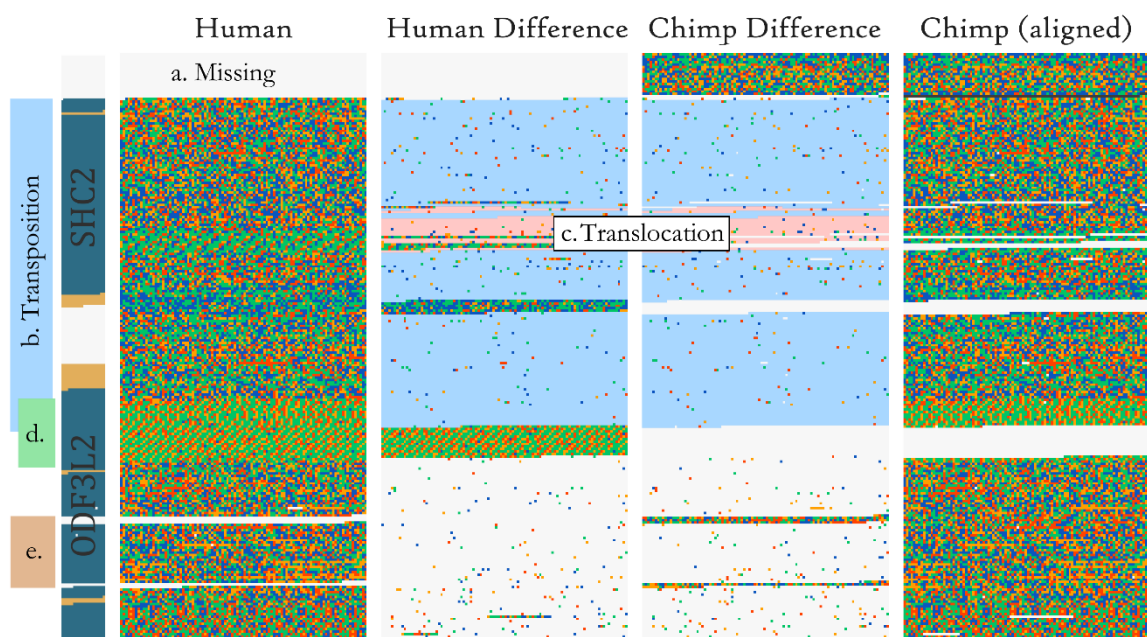 Human
Human Difference
Chimp Difference
Chimp (aligned)
a. Missing
b. Transposition
SHC2
c. Translocation
d.
ODF3L2
e.